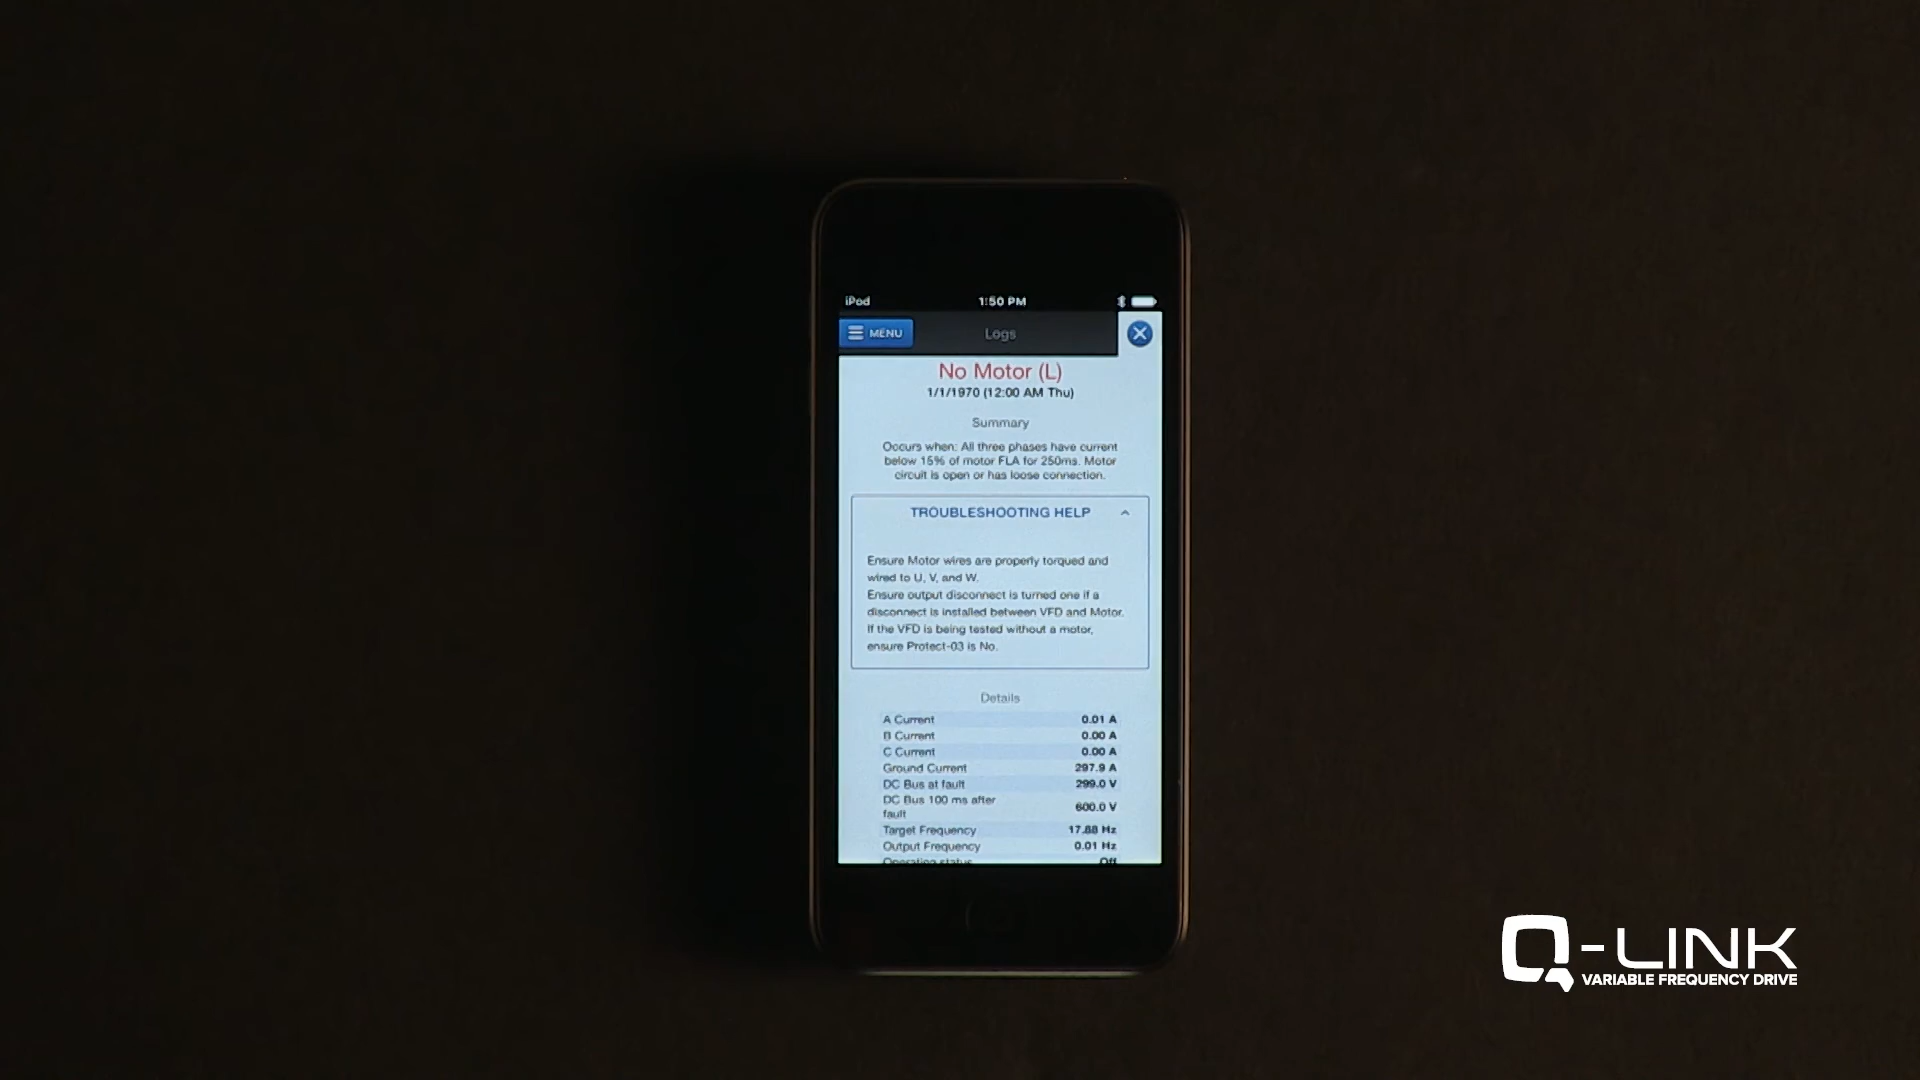 iPod
1:50 PM
MENU
Logs
No Motor (L)
1/1/1970 (12:00 AM Thu)
Summary
Occurs when: All three phases have current
below 15% of motor FLA for 250ms. Motor
circuit is open or has loose connection.
TROUBLESHOOTING HELP
Ensure Motor wires are properly torqued and
wired to U, V, and W.
Ensure output disconnect is turned one if a
disconnect is installed between VFD and Motor.
If the VFD is being tested without a motor,
ensure Protect-03 is No.
Details
A Current 0.01 A
B Current 0.00 A
C Current 0.00 A
Ground Current 297.9 A
DC Bus at fault 299.0 V
DC Bus 100 ms after
fault 600.0 V
Target Frequency 17.88 Hz
Output Frequency 0.01 Hz
Operating status Off
Q-LINK
VARIABLE FREQUENCY DRIVE